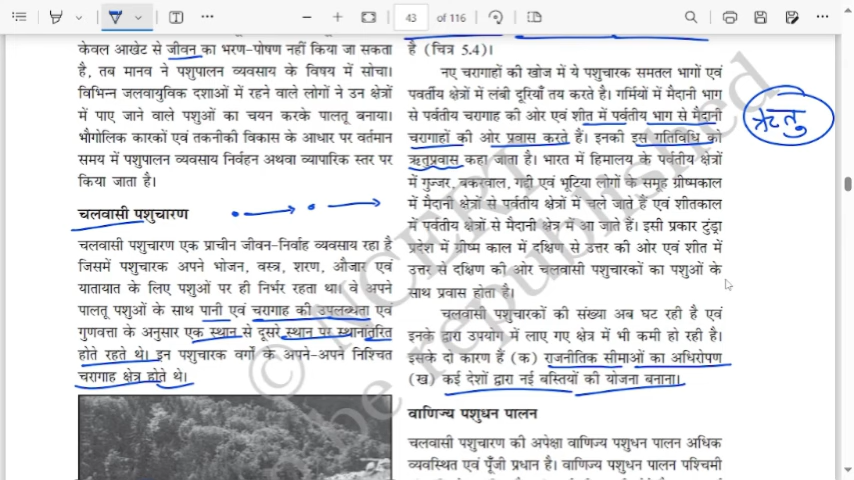 43 of 116
केवल आखेट से जीवन का भरण-पोषण नहीं किया जा सकता
है, तब मानव ने पशुपालन व्यवसाय के विषय में सोचा।
विभिन्न जलवायुविक दशाओं में रहने वाले लोगों ने उन क्षेत्रों
में पाए जाने वाले पशुओं का चयन करके पालतू बनाया।
भौगोलिक कारकों एवं तकनीकी विकास के आधार पर वर्तमान
समय में पशुपालन व्यवसाय निर्वहन अथवा व्यापारिक स्तर पर
किया जाता है।
चलवासी पशुचारण
चलवासी पशुचारण एक प्राचीन जीवन-निर्वाह व्यवसाय रहा है
जिसमें पशुचारक अपने भोजन, वस्त्र, शरण, औजार एवं
यातायात के लिए पशुओं पर ही निर्भर रहता था। वे अपने
पालतू पशुओं के साथ पानी एवं चरागाह की उपलब्धता एवं
गुणवत्ता के अनुसार एक स्थान से दूसरे स्थान पर स्थानांतरित
होते रहते थे। इन पशुचारक वर्गों के अपने-अपने निश्चित
चरागाह क्षेत्र होते थे।
है (चित्र 5.4)।
नए चरागाहों की खोज में ये पशुचारक समतल भागों एवं
पवर्तीय क्षेत्रों में लंबी दूरियाँ तय करते है। गर्मियों में मैदानी भाग
से पर्वतीय चरागाह की ओर एवं शीत में पर्वतीय भाग से मैदानी
चरागाहों की ओर प्रवास करते हैं। इनकी इस गतिविधि को
ऋतुप्रवास कहा जाता है। भारत में हिमालय के पर्वतीय क्षेत्रों
में गुज्जर, बकरवाल, गद्दी एवं भूटिया लोगों के समूह ग्रीष्मकाल
में मैदानी क्षेत्रों से पर्वतीय क्षेत्रों में चले जाते हैं एवं शीतकाल
में पर्वतीय क्षेत्रों से मैदानी क्षेत्र में आ जाते हैं। इसी प्रकार टुंड्रा
प्रदेश में ग्रीष्म काल में दक्षिण से उत्तर की ओर एवं शीत में
उत्तर से दक्षिण की ओर चलवासी पशुचारकों का पशुओं के
साथ प्रवास होता है।
चलवासी पशुचारकों की संख्या अब घट रही है एवं
इनके द्वारा उपयोग में लाए गए क्षेत्र में भी कमी हो रही है।
इसके दो कारण हैं (क) राजनीतिक सीमाओं का अधिरोपण
(ख) कई देशों द्वारा नई बस्तियों की योजना बनाना।
वाणिज्य पशुधन पालन
चलवासी पशुचारण की अपेक्षा वाणिज्य पशुधन पालन अधिक
व्यवस्थित एवं पूँजी प्रधान है। वाणिज्य पशुधन पालन पश्चिमी
ऋतु
© NCERT
be republished